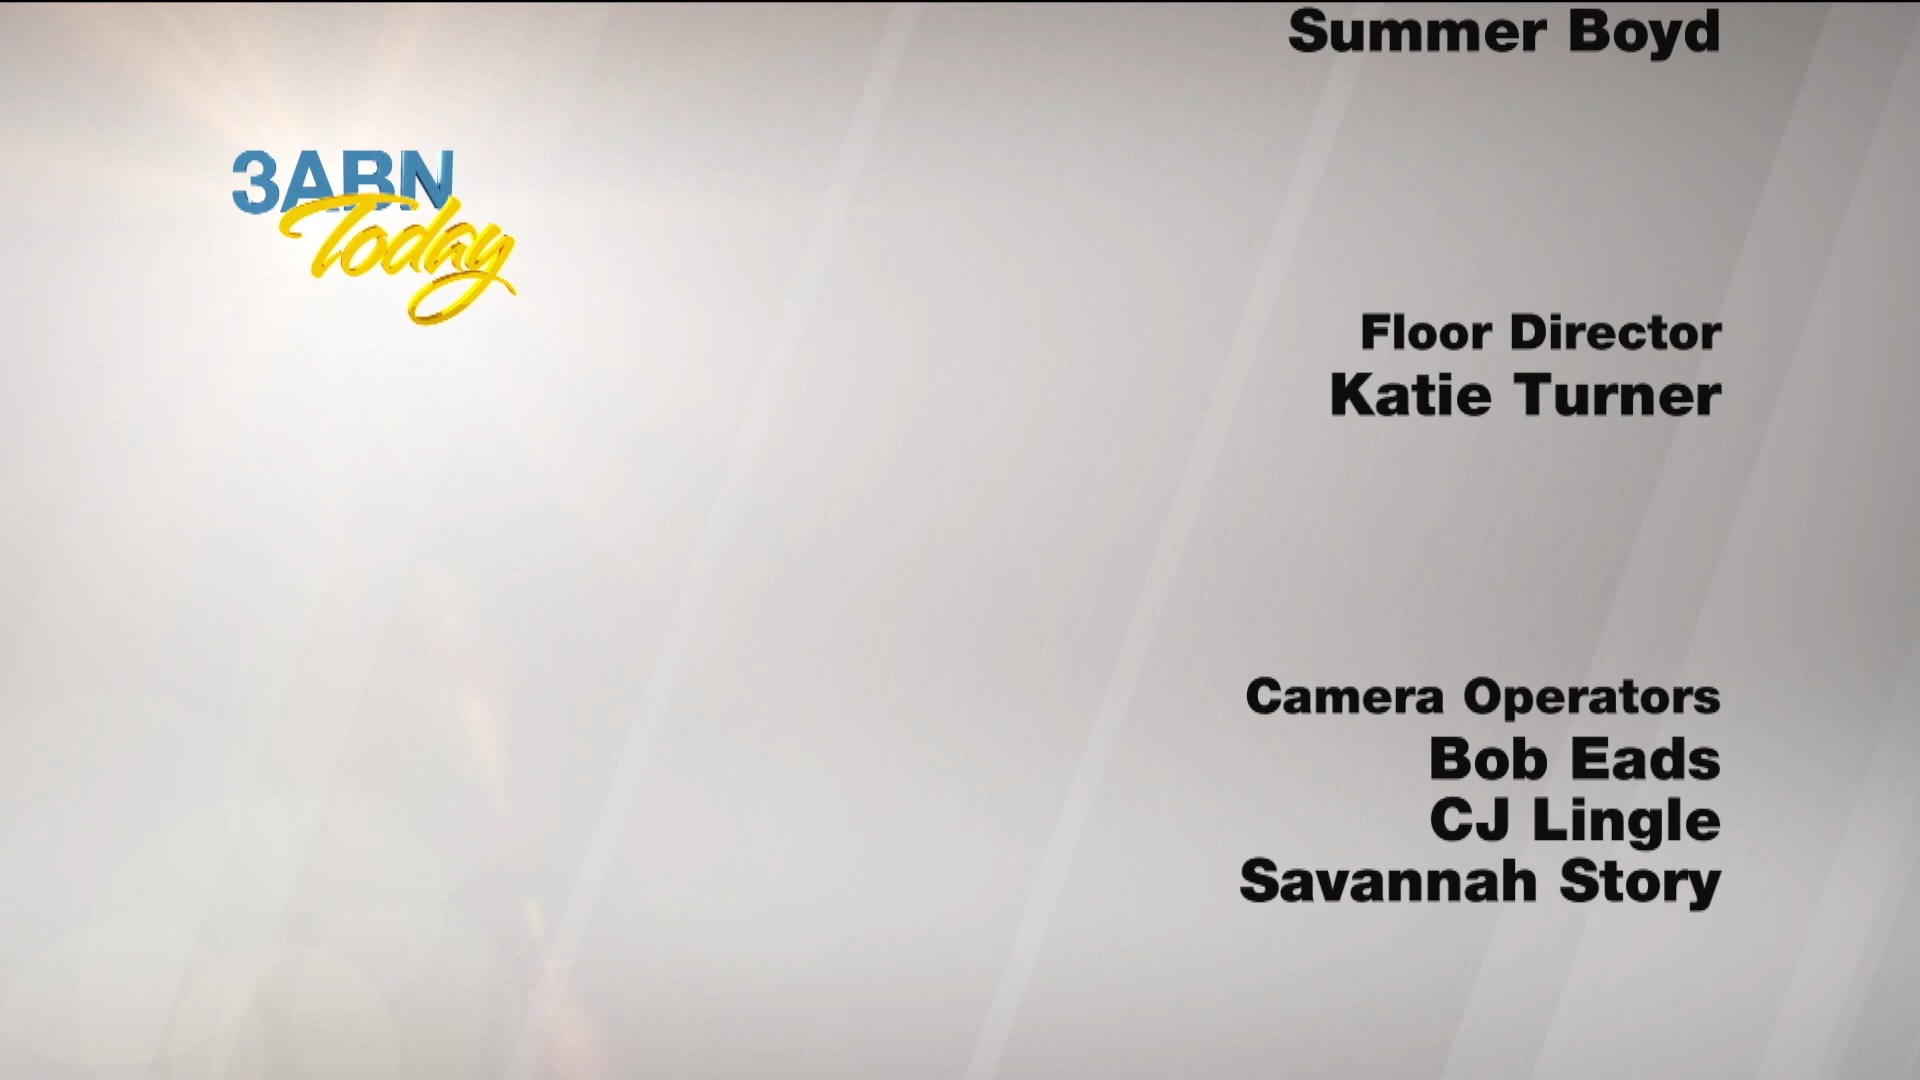 Summer Boyd
3ABN
Today
Floor Director
Katie Turner
Camera Operators
Bob Eads
CJ Lingle
Savannah Story